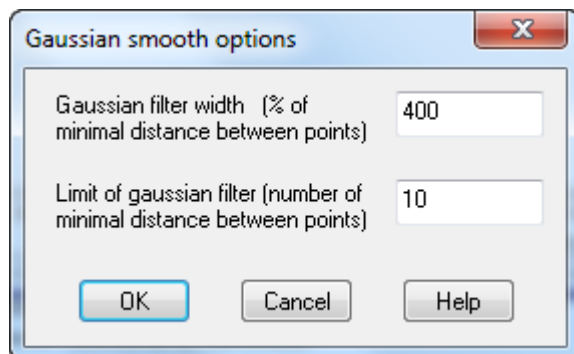 Gaussian smooth options
Gaussian filter width (% of
minimal distance between points)
400
Limit of gaussian filter (number of
minimal distance between points)
10
OK Cancel Help